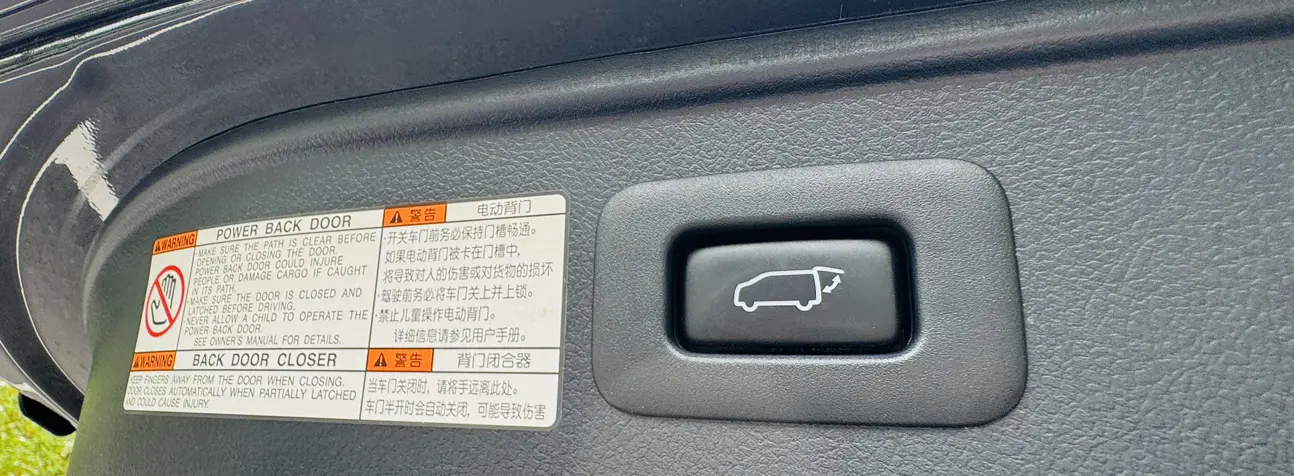 WARNING
POWER BACK DOOR
·MAKE SURE THE PATH IS CLEAR BEFORE
OPENING OR CLOSING THE DOOR.
POWER BACK DOOR COULD INJURE
PEOPLE OR DAMAGE CARGO IF CAUGHT
IN ITS PATH.
·MAKE SURE THE DOOR IS CLOSED AND
LATCHED BEFORE DRIVING.
·NEVER ALLOW A CHILD TO OPERATE THE
POWER BACK DOOR.
SEE OWNER'S MANUAL FOR DETAILS.
警告
电动背门
·开关车门前务必保持门槽畅通。
如果电动背门被卡在门槽中,
将导致对人的伤害或对货物的损坏
·驾驶前务必将车门关上并上锁。
·禁止儿童操作电动背门。
详细信息请参见用户手册。
WARNING
BACK DOOR CLOSER
KEEP FINGERS AWAY FROM THE DOOR WHEN CLOSING.
DOOR CLOSES AUTOMATICALLY WHEN PARTIALLY LATCHED
AND COULD CAUSE INJURY.
警告
背门闭合器
当车门关闭时, 请将手远离此处。
车门半开时会自动关闭, 可能导致伤害